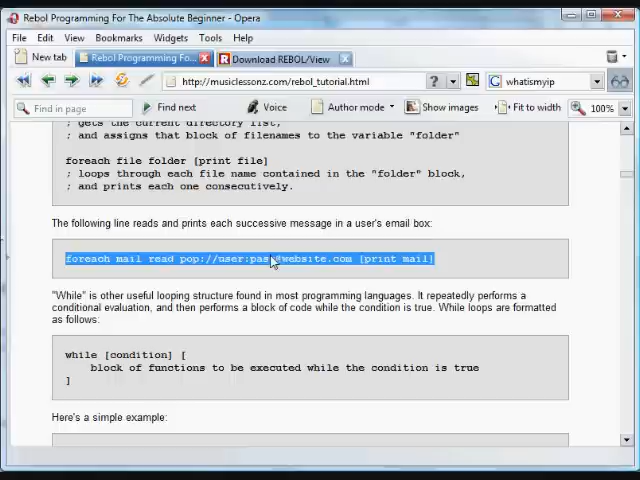 Rebol Programming For The Absolute Beginner - Opera
File Edit View Bookmarks Widgets Tools Help
New tab Rebol Programming Fo... Download REBOL/View
http://musiclessonz.com/rebol_tutorial.html ? whatismyip
Find in page Find next Voice Author mode Show images Fit to width 100%
; gets the current directory list,
; and assigns that block of filenames to the variable "folder"
foreach file folder [print file]
; loops through each file name contained in the "folder" block,
; and prints each one consecutively.
The following line reads and prints each successive message in a user's email box:
foreach mail read pop://user:pass@website.com [print mail]
"While" is other useful looping structure found in most programming languages. It repeatedly performs a
conditional evaluation, and then performs a block of code while the condition is true. While loops are formatted
as follows:
while [condition] [
block of functions to be executed while the condition is true
]
Here's a simple example: